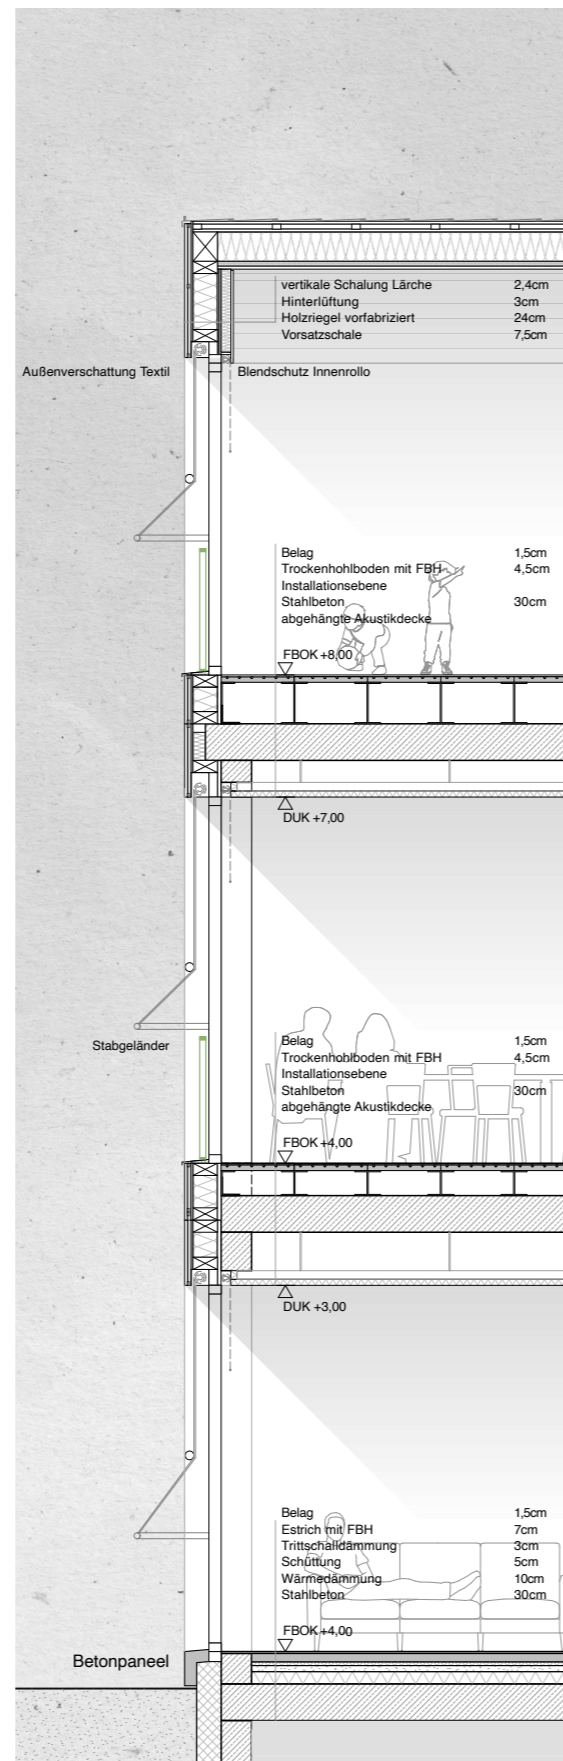 vertikale Schalung Lärche 2,4cm
Hinterlüftung 3cm
Holzriegel vorfabriziert 24cm
Vorsatzschale 7,5cm
Außenverschattung Textil
Blendschutz Innenrollo
Belag 1,5cm
Trockenhohlboden mit FBH 4,5cm
Installationsebene
Stahlbeton 30cm
abgehängte Akustikdecke
FBOK +8,00
DUK +7,00
Stabgeländer
Belag 1,5cm
Trockenhohlboden mit FBH 4,5cm
Installationsebene
Stahlbeton 30cm
abgehängte Akustikdecke
FBOK +4,00
DUK +3,00
Belag 1,5cm
Estrich mit FBH 7cm
Trittschalldämmung 3cm
Schüttung 5cm
Wärmedämmung 10cm
Stahlbeton 30cm
FBOK +4,00
Betonpaneel